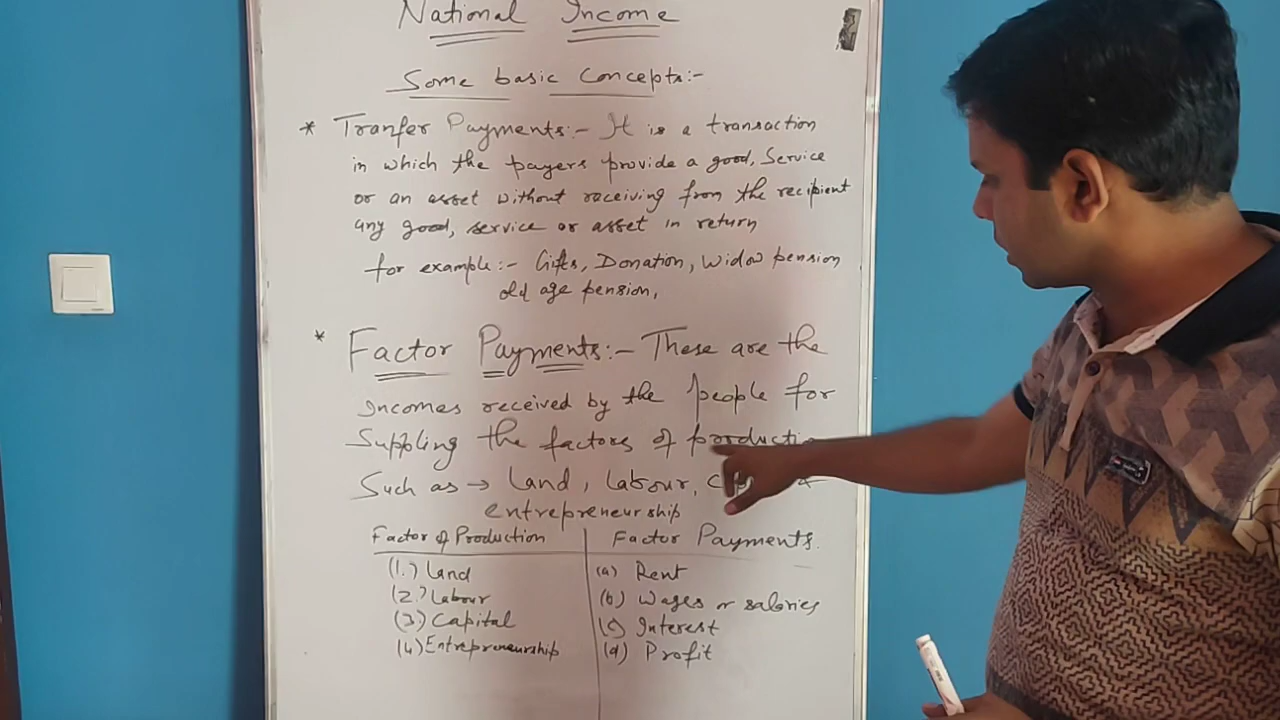 National Income
Some basic Concepts:-
* Tranfer Payments:- It is a transaction
in which the payers provide a good, Service
or an asset without receiving from the recipient
any good, service or asset in return
for example:- Gifts, Donation, Widow pension
old age pension,
* Factor Payments:- These are the
Incomes received by the people for
Suppling the factors of
Such as → Land, Labour,
entrepreneurship
Factor of Production Factor Payments.
(1.) Land (a) Rent
(2.) Labour (b) Wages or salaries
(3) Capital (c) Interest
(4) Entrepreneurship (d) Profit